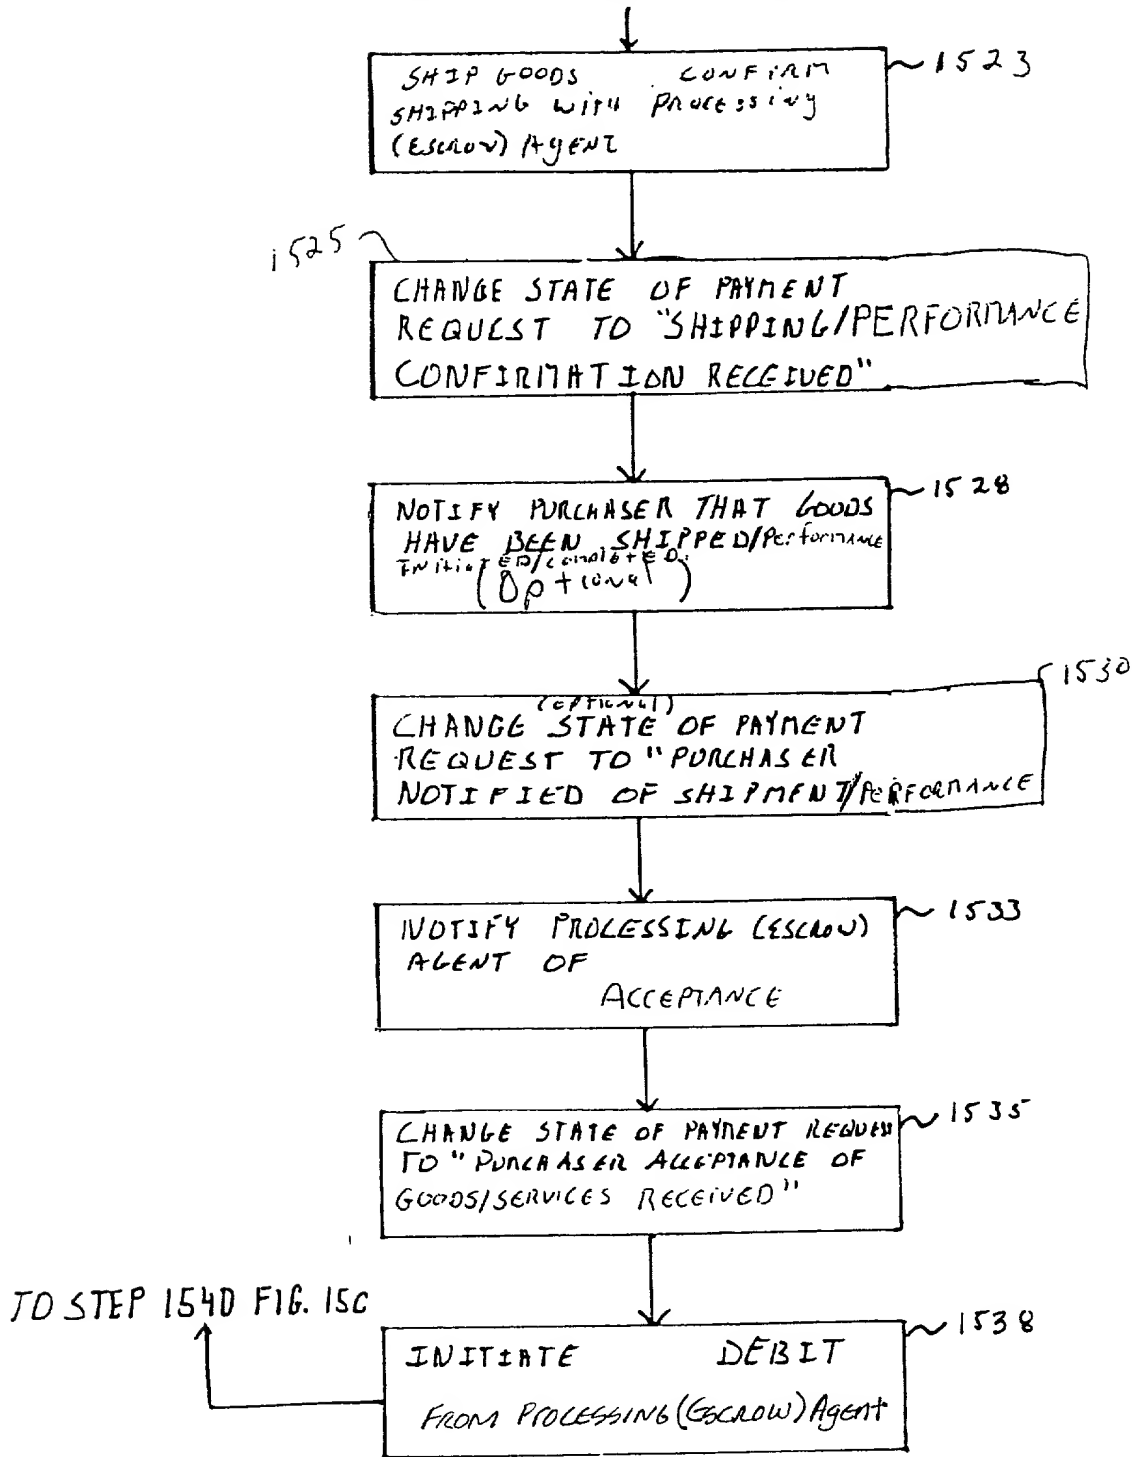 SHIP GOODS CONFIRM
SHIPPING WITH PROCESSING
(ESCROW) AGENT
1523
1525
CHANGE STATE OF PAYMENT
REQUEST TO "SHIPPING/PERFORMANCE
CONFIRMATION RECEIVED"
NOTIFY PURCHASER THAT GOODS
HAVE BEEN SHIPPED/PERFORMANCE
INITIATED/COMPLETED.
(Optional)
1528
1530
(OPTIONAL)
CHANGE STATE OF PAYMENT
REQUEST TO "PURCHASER
NOTIFIED OF SHIPMENT/PERFORMANCE
NOTIFY PROCESSING (ESCROW)
AGENT OF
ACCEPTANCE
1533
CHANGE STATE OF PAYMENT REQUEST
TO "PURCHASER ACCEPTANCE OF
GOODS/SERVICES RECEIVED"
1535
TO STEP 1540 FIG. 15C
INITIATE DEBIT
FROM PROCESSING (ESCROW) Agent
1538